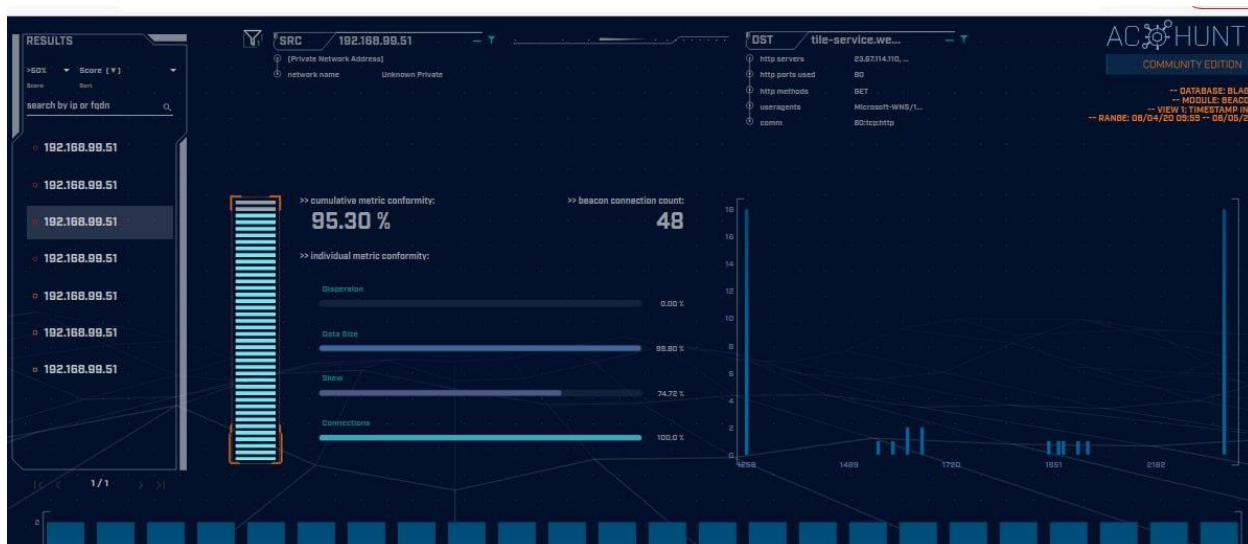 RESULTS
>50% Score [▼]
Score Sort
search by ip or fqdn
192.168.99.51
192.168.99.51
192.168.99.51
192.168.99.51
192.168.99.51
192.168.99.51
192.168.99.51
1/1
SRC 192.168.99.51
[Private Network Address]
network name Unknown Private
DST tile-service.we...
http servers 23.67.114.110, ...
http ports used 80
http methods GET
useragents Microsoft-WNS/1...
comm 80:tcp:http
AC HUNT
COMMUNITY EDITION
-- DATABASE: BLAG
-- MODULE: BEACO
-- VIEW 1: TIMESTAMP IN
-- RANGE: 08/04/20 09:59 -- 08/05/2
>> cumulative metric conformity:
95.30 %
>> beacon connection count:
48
>> individual metric conformity:
Dispersion
0.00 %
Data Size
99.80 %
Skew
74.72 %
Connections
100.0 %
18
16
14
12
10
8
6
4
2
0
1258 1489 1720 1951 2182
2